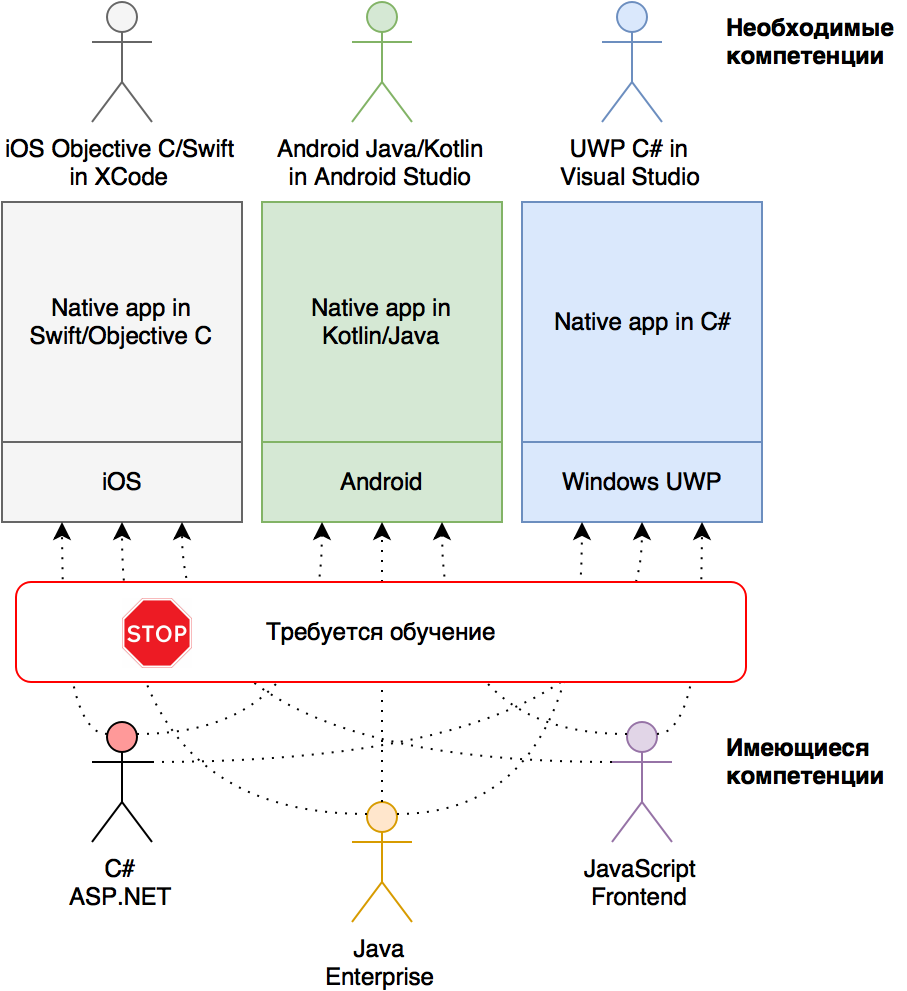 Необходимые
компетенции
iOS Objective C/Swift
in XCode
Android Java/Kotlin
in Android Studio
UWP C# in
Visual Studio
Native app in
Swift/Objective C
Native app in
Kotlin/Java
Native app in C#
iOS
Android
Windows UWP
STOP
Требуется обучение
Имеющиеся
компетенции
C#
ASP.NET
JavaScript
Frontend
Java
Enterprise